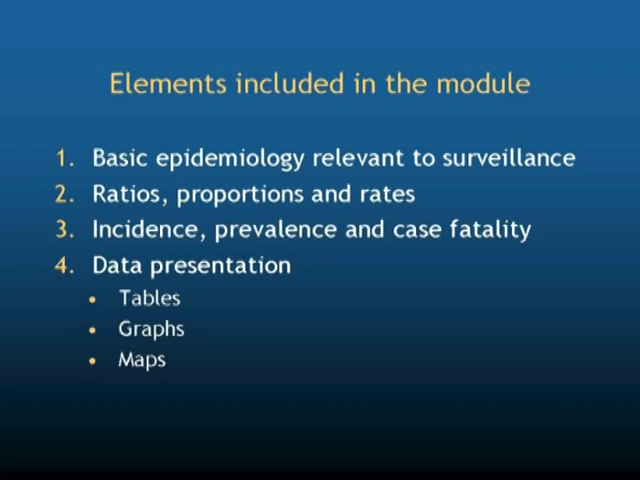 Elements included in the module
1. Basic epidemiology relevant to surveillance
2. Ratios, proportions and rates
3. Incidence, prevalence and case fatality
4. Data presentation
• Tables
• Graphs
• Maps